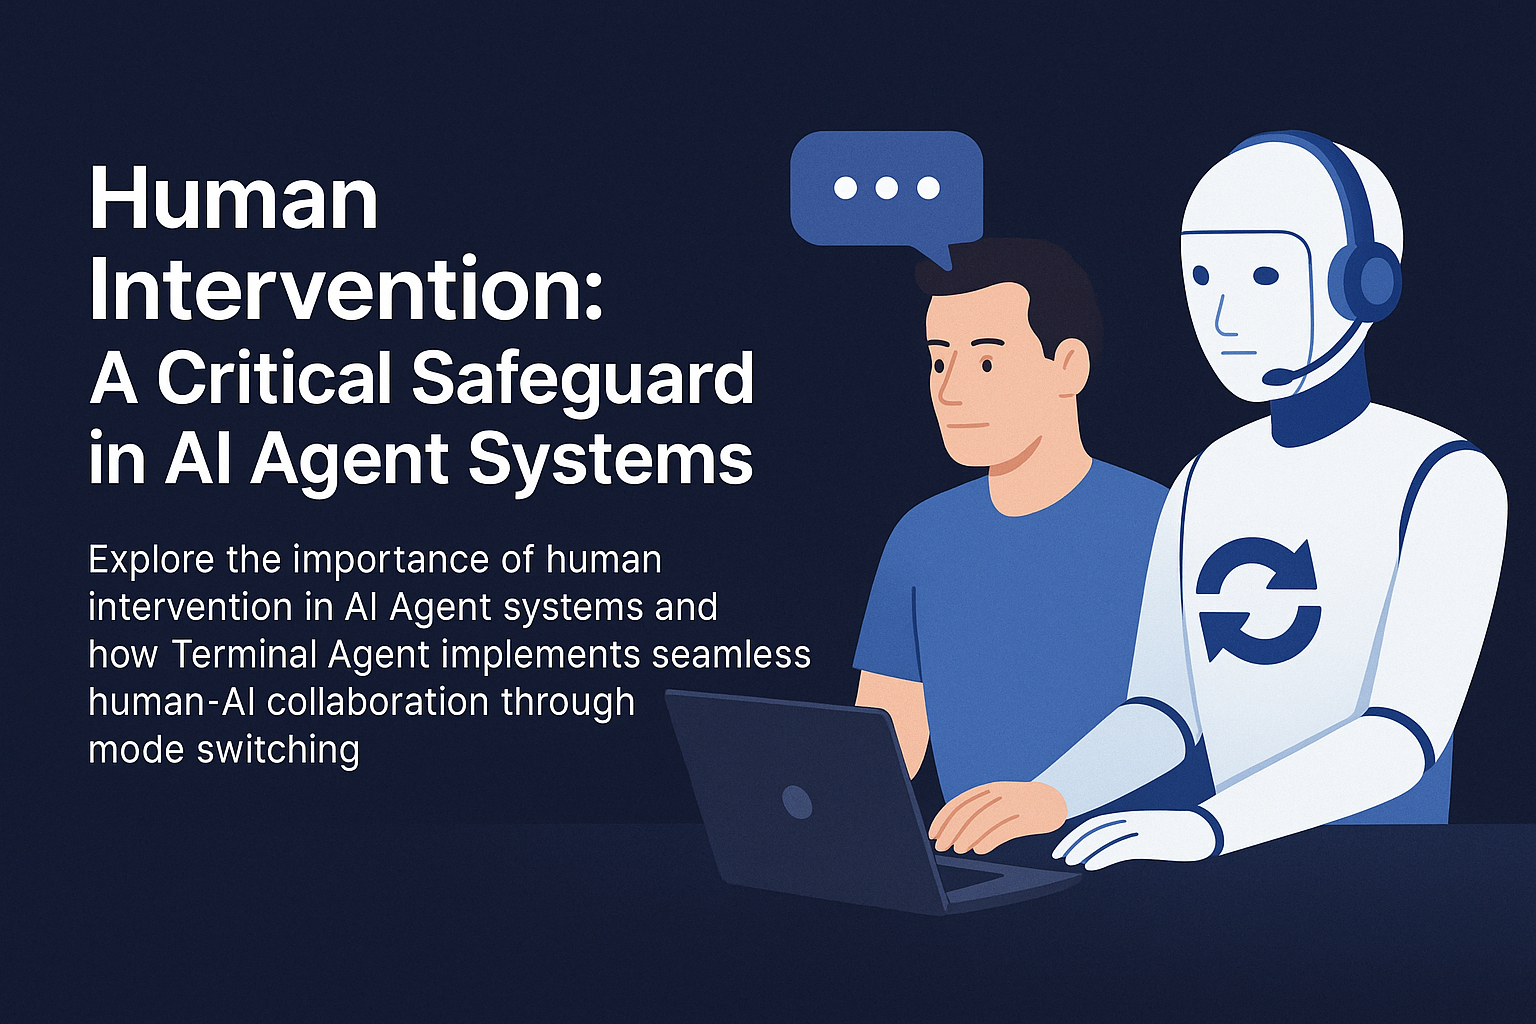 Human
Intervention:
A Critical Safeguard
in AI Agent Systems
Explore the importance of human
intervention in AI Agent systems and
how Terminal Agent implements seamless
human-AI collaboration through
mode switching